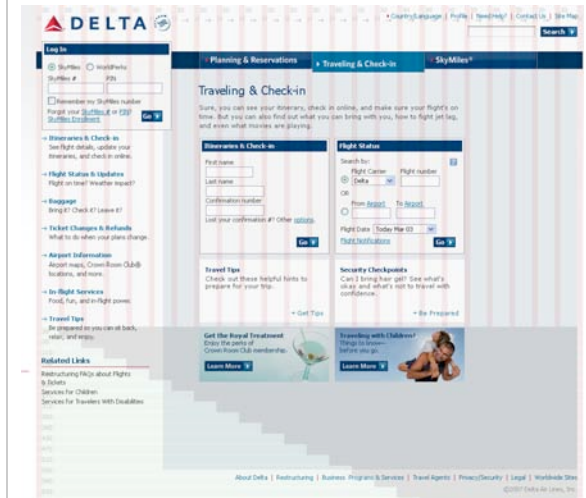 DELTA
Country/Language | Profile | Need Help? | Contact Us | Site Map
Search
Log In
SkyMiles WorldPerks
SkyMiles # PIN
Remember my SkyMiles number
Forgot your SkyMiles # or PIN?
SkyMiles Enrollment
Go
Planning & Reservations
Traveling & Check-in
SkyMiles®
Traveling & Check-in
Sure, you can see your itinerary, check in online, and make sure your flight's on
time. But you can also find out what you can bring with you, how to fight jet lag,
and even what movies are playing.
Itineraries & Check-in
See flight details, update your
itineraries, and check in online.
Flight Status & Updates
Flight on time? Weather impact?
Baggage
Bring it? Check it? Leave it?
Ticket Changes & Refunds
What to do when your plans change.
Airport Information
Airport maps, Crown Room Club®
locations, and more.
In-flight Services
Food, fun, and in-flight power.
Travel Tips
Be prepared so you can sit back,
relax, and enjoy.
Related Links
Restructuring FAQs about Flights
& Tickets
Services for Children
Services for Travelers With Disabilities
Itineraries & Check-in
First name
Last name
Confirmation number
Lost your confirmation #? Other options.
Go
Flight Status
Search by:
Flight Carrier Flight number
Delta
OR
From Airport To Airport
Flight Date Today Mar 03
Flight Notifications
Go
Travel Tips
Check out these helpful hints to
prepare for your trip.
Get Tips
Security Checkpoints
Can I bring hair gel? See what's
okay and what's not to travel with
confidence.
Be Prepared
Get the Royal Treatment
Enjoy the perks of
Crown Room Club membership.
Learn More
Traveling with Children?
Things to know—
before you go.
Learn More
About Delta | Restructuring | Business Programs & Services | Travel Agents | Privacy/Security | Legal | Worldwide Sites
©2007 Delta Air Lines, Inc.